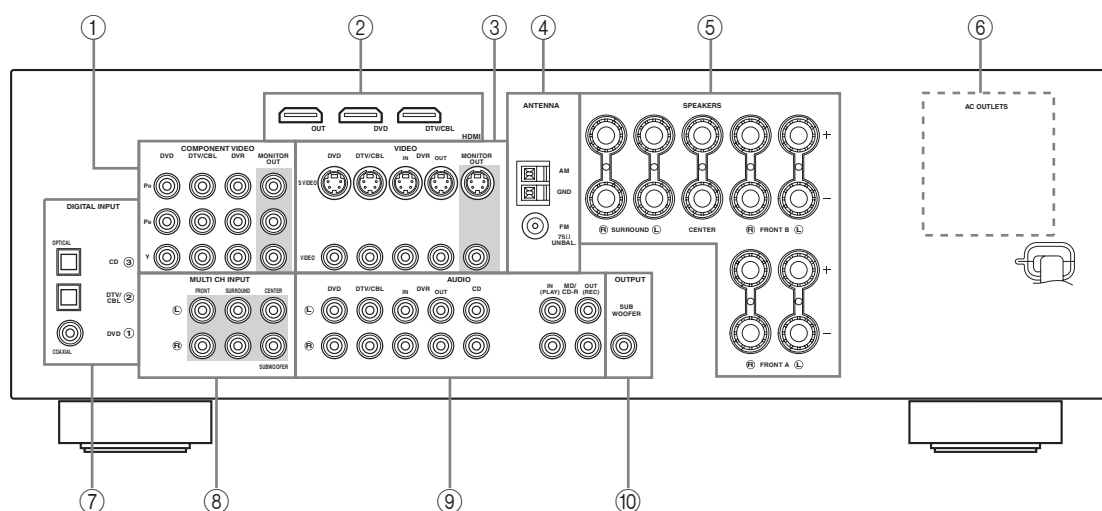 ① ② ③ ④ ⑤ ⑥
OUT DVD DTV/CBL
HDMI
COMPONENT VIDEO
DVD DTV/CBL DVR MONITOR OUT
PR
PB
Y
VIDEO
DVD DTV/CBL IN DVR OUT MONITOR OUT
S VIDEO
VIDEO
ANTENNA
AM
GND
FM
75Ω
UNBAL.
SPEAKERS
+
–
Ⓡ SURROUND Ⓛ CENTER Ⓡ FRONT B Ⓛ
+
–
Ⓡ FRONT A Ⓛ
AC OUTLETS
DIGITAL INPUT
OPTICAL
CD ③
DTV/
CBL ②
DVD ①
COAXIAL
MULTI CH INPUT
FRONT SURROUND CENTER
Ⓛ
Ⓡ
SUBWOOFER
AUDIO
DVD DTV/CBL IN DVR OUT CD
Ⓛ
Ⓡ
IN MD/ OUT
(PLAY) CD-R (REC)
OUTPUT
SUB
WOOFER
⑦ ⑧ ⑨ ⑩